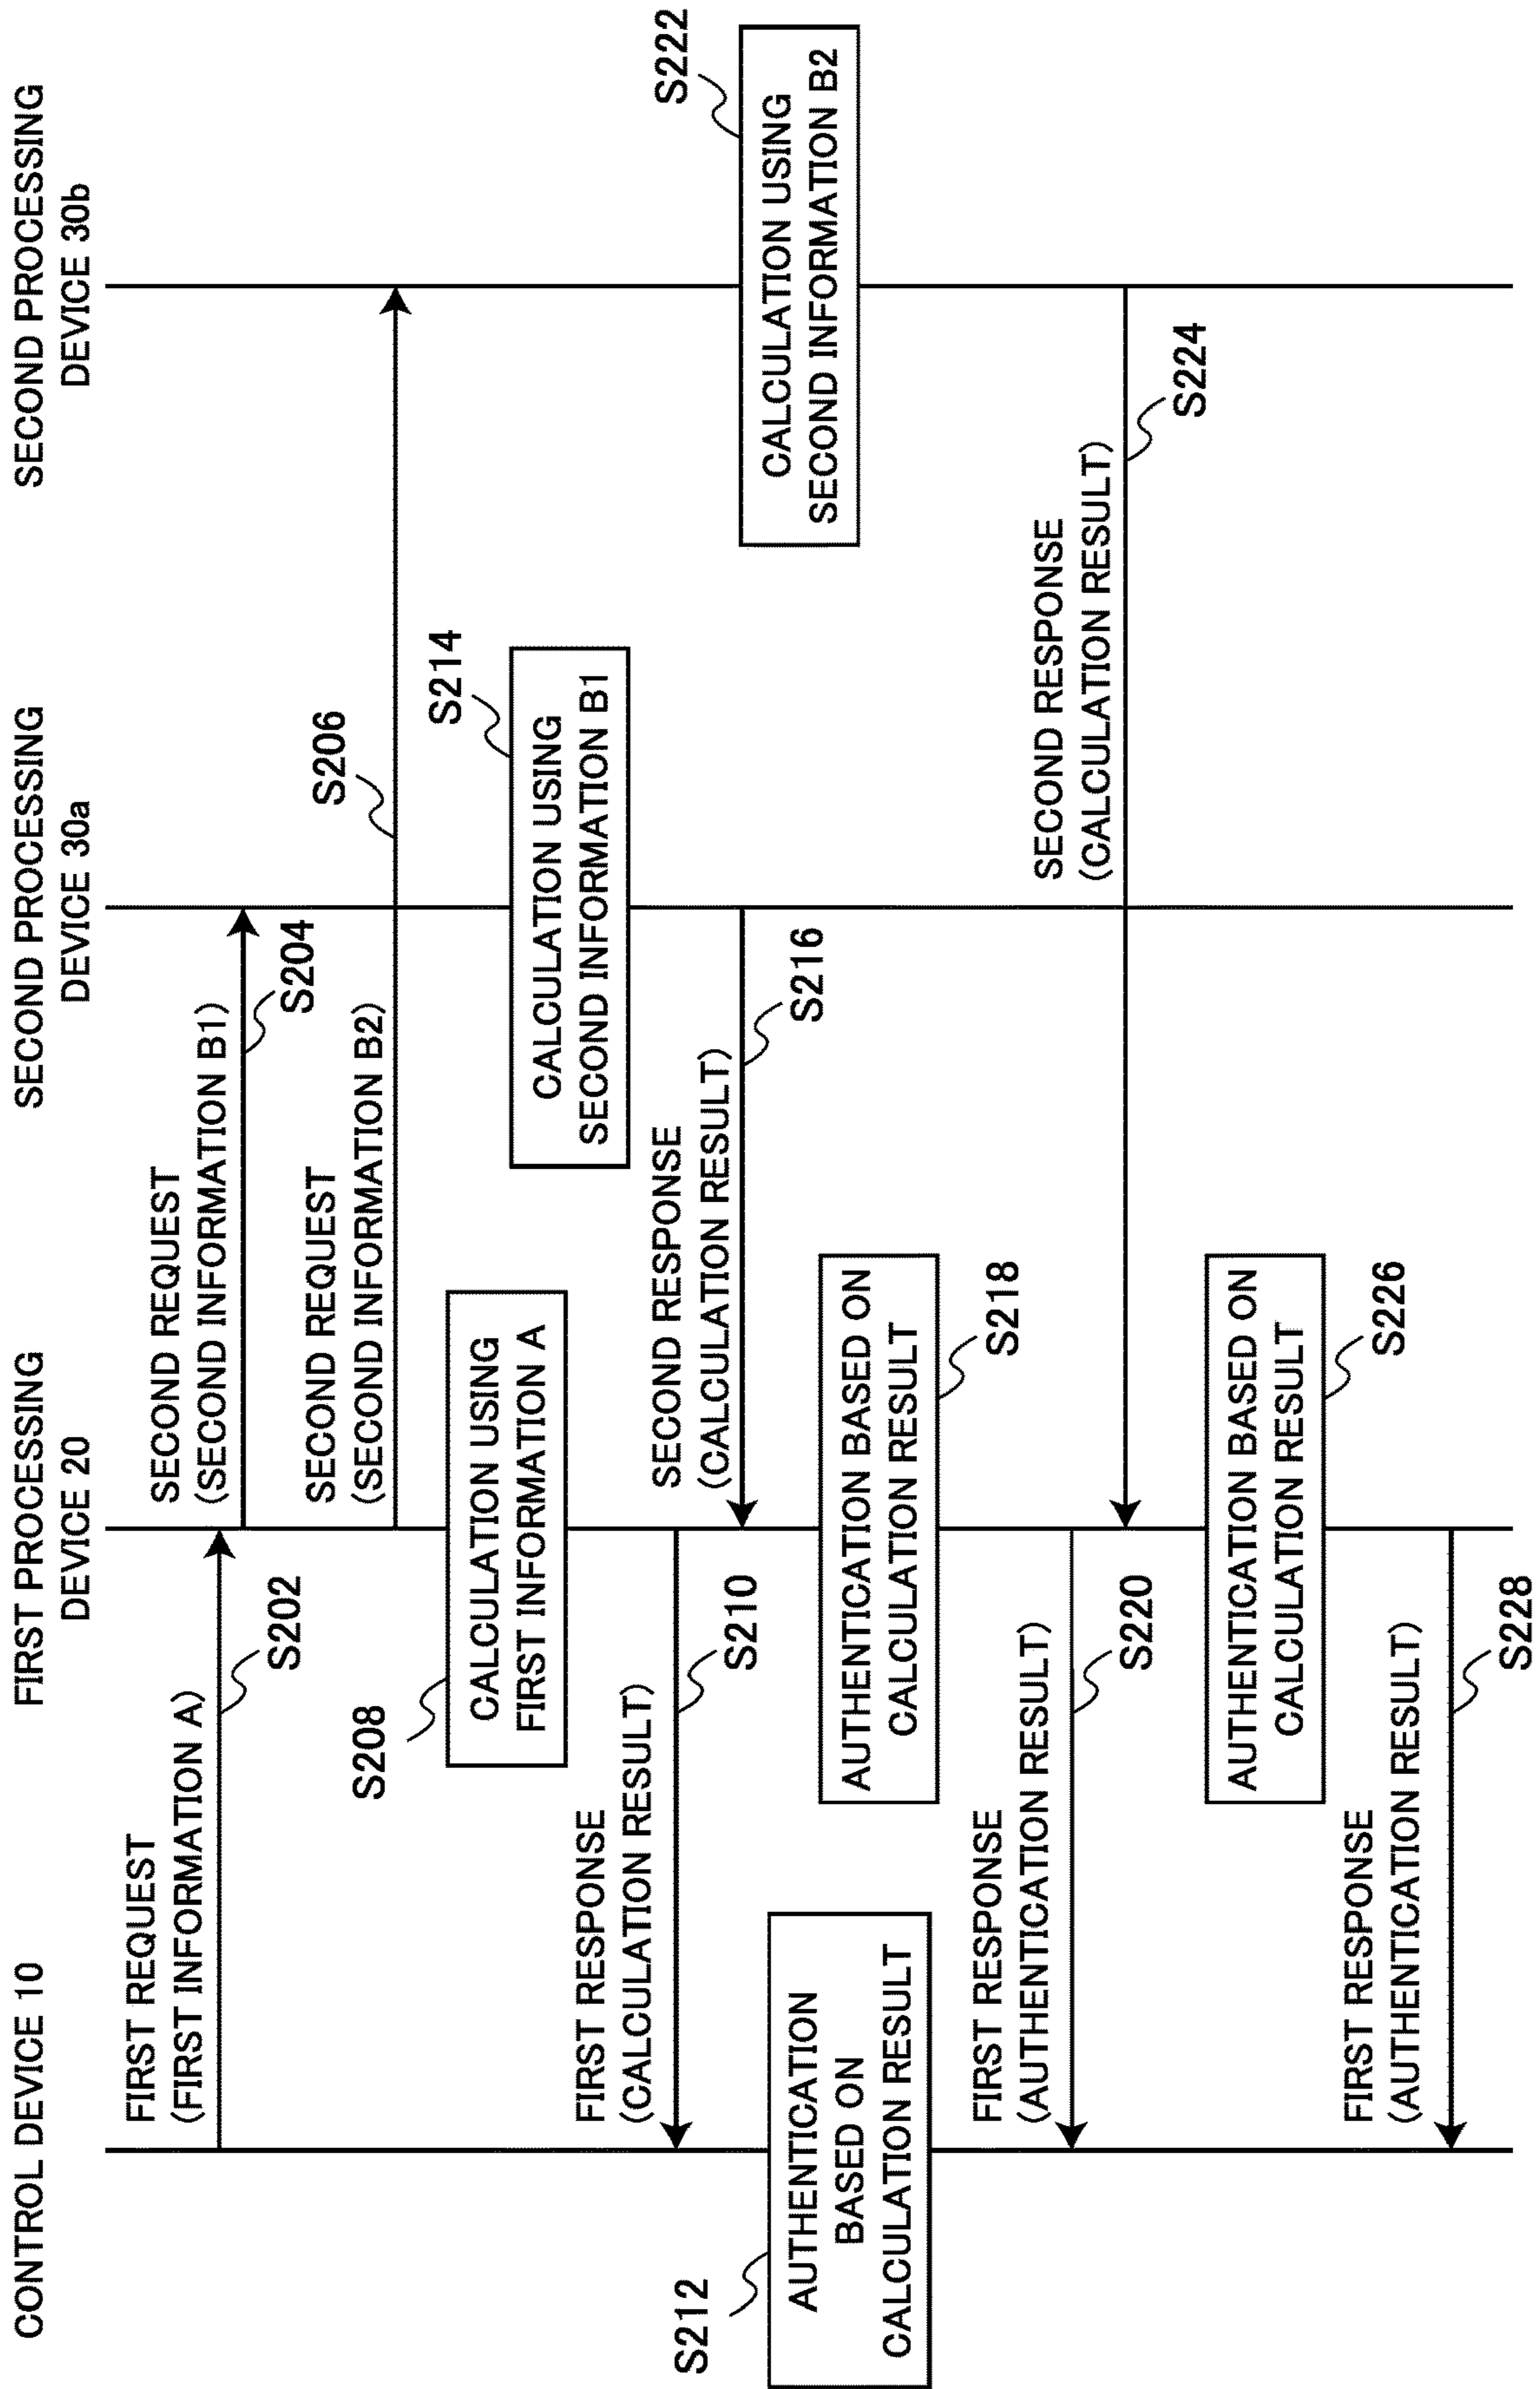 CONTROL DEVICE 10
FIRST PROCESSING
DEVICE 20
SECOND PROCESSING
DEVICE 30a
SECOND PROCESSING
DEVICE 30b
FIRST REQUEST
(FIRST INFORMATION A)
S202
SECOND REQUEST
(SECOND INFORMATION B1)
S204
SECOND REQUEST
(SECOND INFORMATION B2)
S206
S208
CALCULATION USING
FIRST INFORMATION A
FIRST RESPONSE
(CALCULATION RESULT)
S210
S212
AUTHENTICATION
BASED ON
CALCULATION RESULT
CALCULATION USING
SECOND INFORMATION B1
S214
SECOND RESPONSE
(CALCULATION RESULT)
S216
AUTHENTICATION BASED ON
CALCULATION RESULT
S218
FIRST RESPONSE
(AUTHENTICATION RESULT)
S220
CALCULATION USING
SECOND INFORMATION B2
S222
SECOND RESPONSE
(CALCULATION RESULT)
S224
AUTHENTICATION BASED ON
CALCULATION RESULT
S226
FIRST RESPONSE
(AUTHENTICATION RESULT)
S228